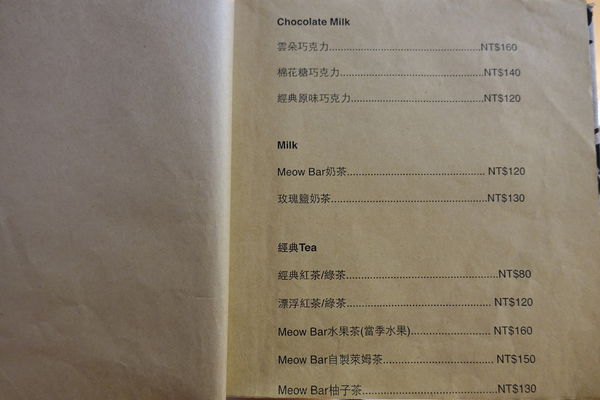 Chocolate Milk
雲朵巧克力......................................................NT$160
棉花糖巧克力...................................................NT$140
經典原味巧克力...............................................NT$120
Milk
Meow Bar奶茶................................................. NT$120
玫瑰鹽奶茶......................................................NT$130
經典Tea
經典紅茶/綠茶......................................................NT$80
漂浮紅茶/綠茶................................................... NT$120
Meow Bar水果茶(當季水果)............................ NT$160
Meow Bar自製萊姆茶...................................... NT$150
Meow Bar柚子茶..............................................NT$130